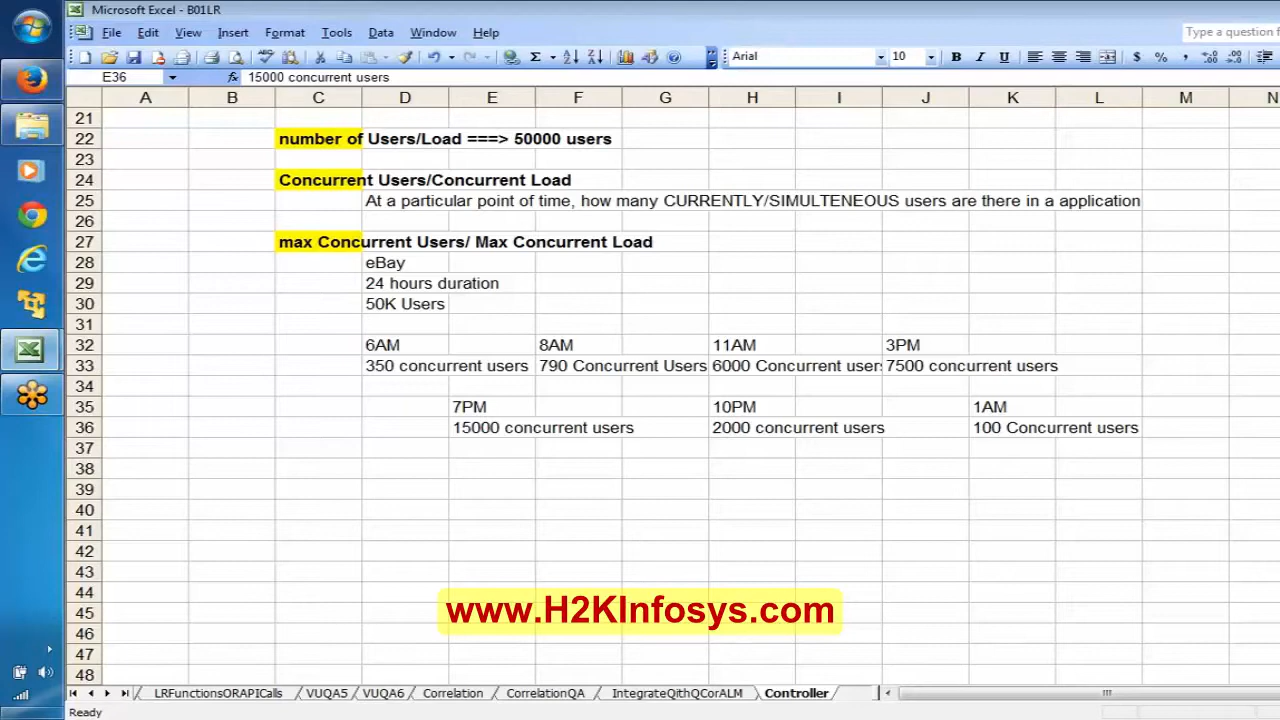 Microsoft Excel - B01LR
File Edit View Insert Format Tools Data Window Help
Type a question f
Arial 10 B I U $ %
E36 fx 15000 concurrent users
A B C D E F G H I J K L M N
21
22 number of Users/Load ===> 50000 users
23
24 Concurrent Users/Concurrent Load
25 At a particular point of time, how many CURRENTLY/SIMULTENEOUS users are there in a application
26
27 max Concurrent Users/ Max Concurrent Load
28 eBay
29 24 hours duration
30 50K Users
31
32 6AM 8AM 11AM 3PM
33 350 concurrent users 790 Concurrent Users 6000 Concurrent user 7500 concurrent users
34
35 7PM 10PM 1AM
36 15000 concurrent users 2000 concurrent users 100 Concurrent users
37
38
39
40
41
42
43
44
www.H2KInfosys.com
45
46
47
48
LRFunctionsORAPICalls VUQA5 VUQA6 Correlation CorrelationQA IntegrateQithQCorALM Controller
Ready